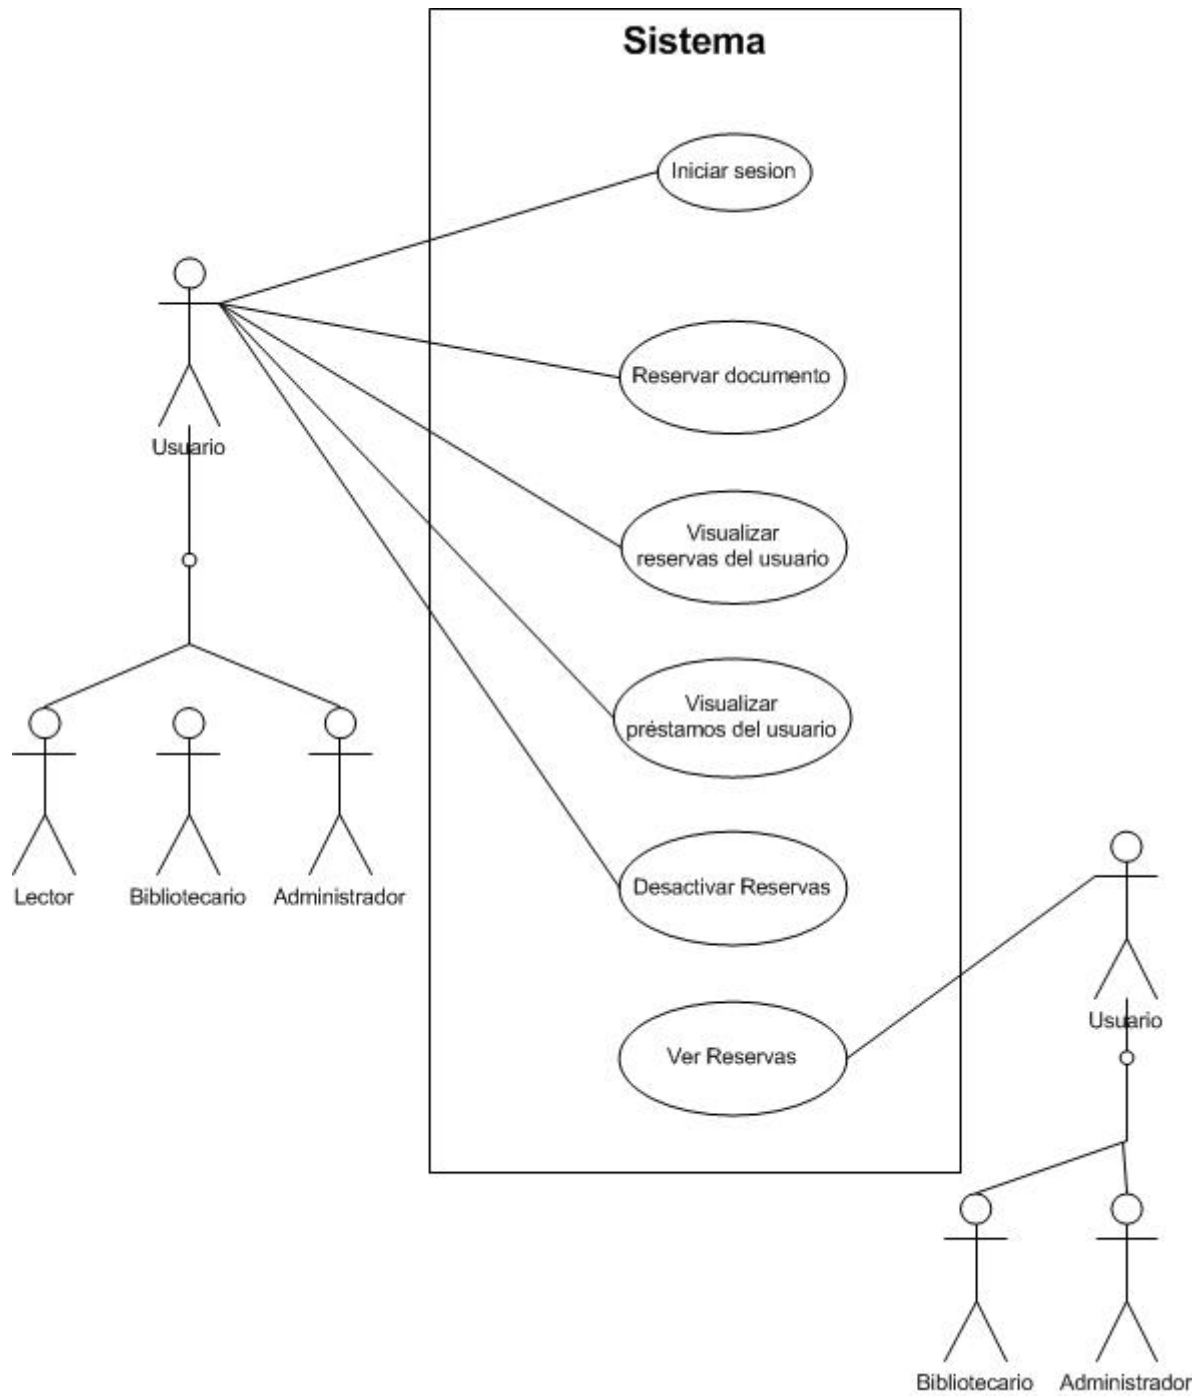 Sistema
Iniciar sesion
Reservar documento
Usuario
Visualizar
reservas del usuario
Visualizar
préstamos del usuario
Lector
Bibliotecario
Administrador
Desactivar Reservas
Usuario
Ver Reservas
Bibliotecario
Administrador